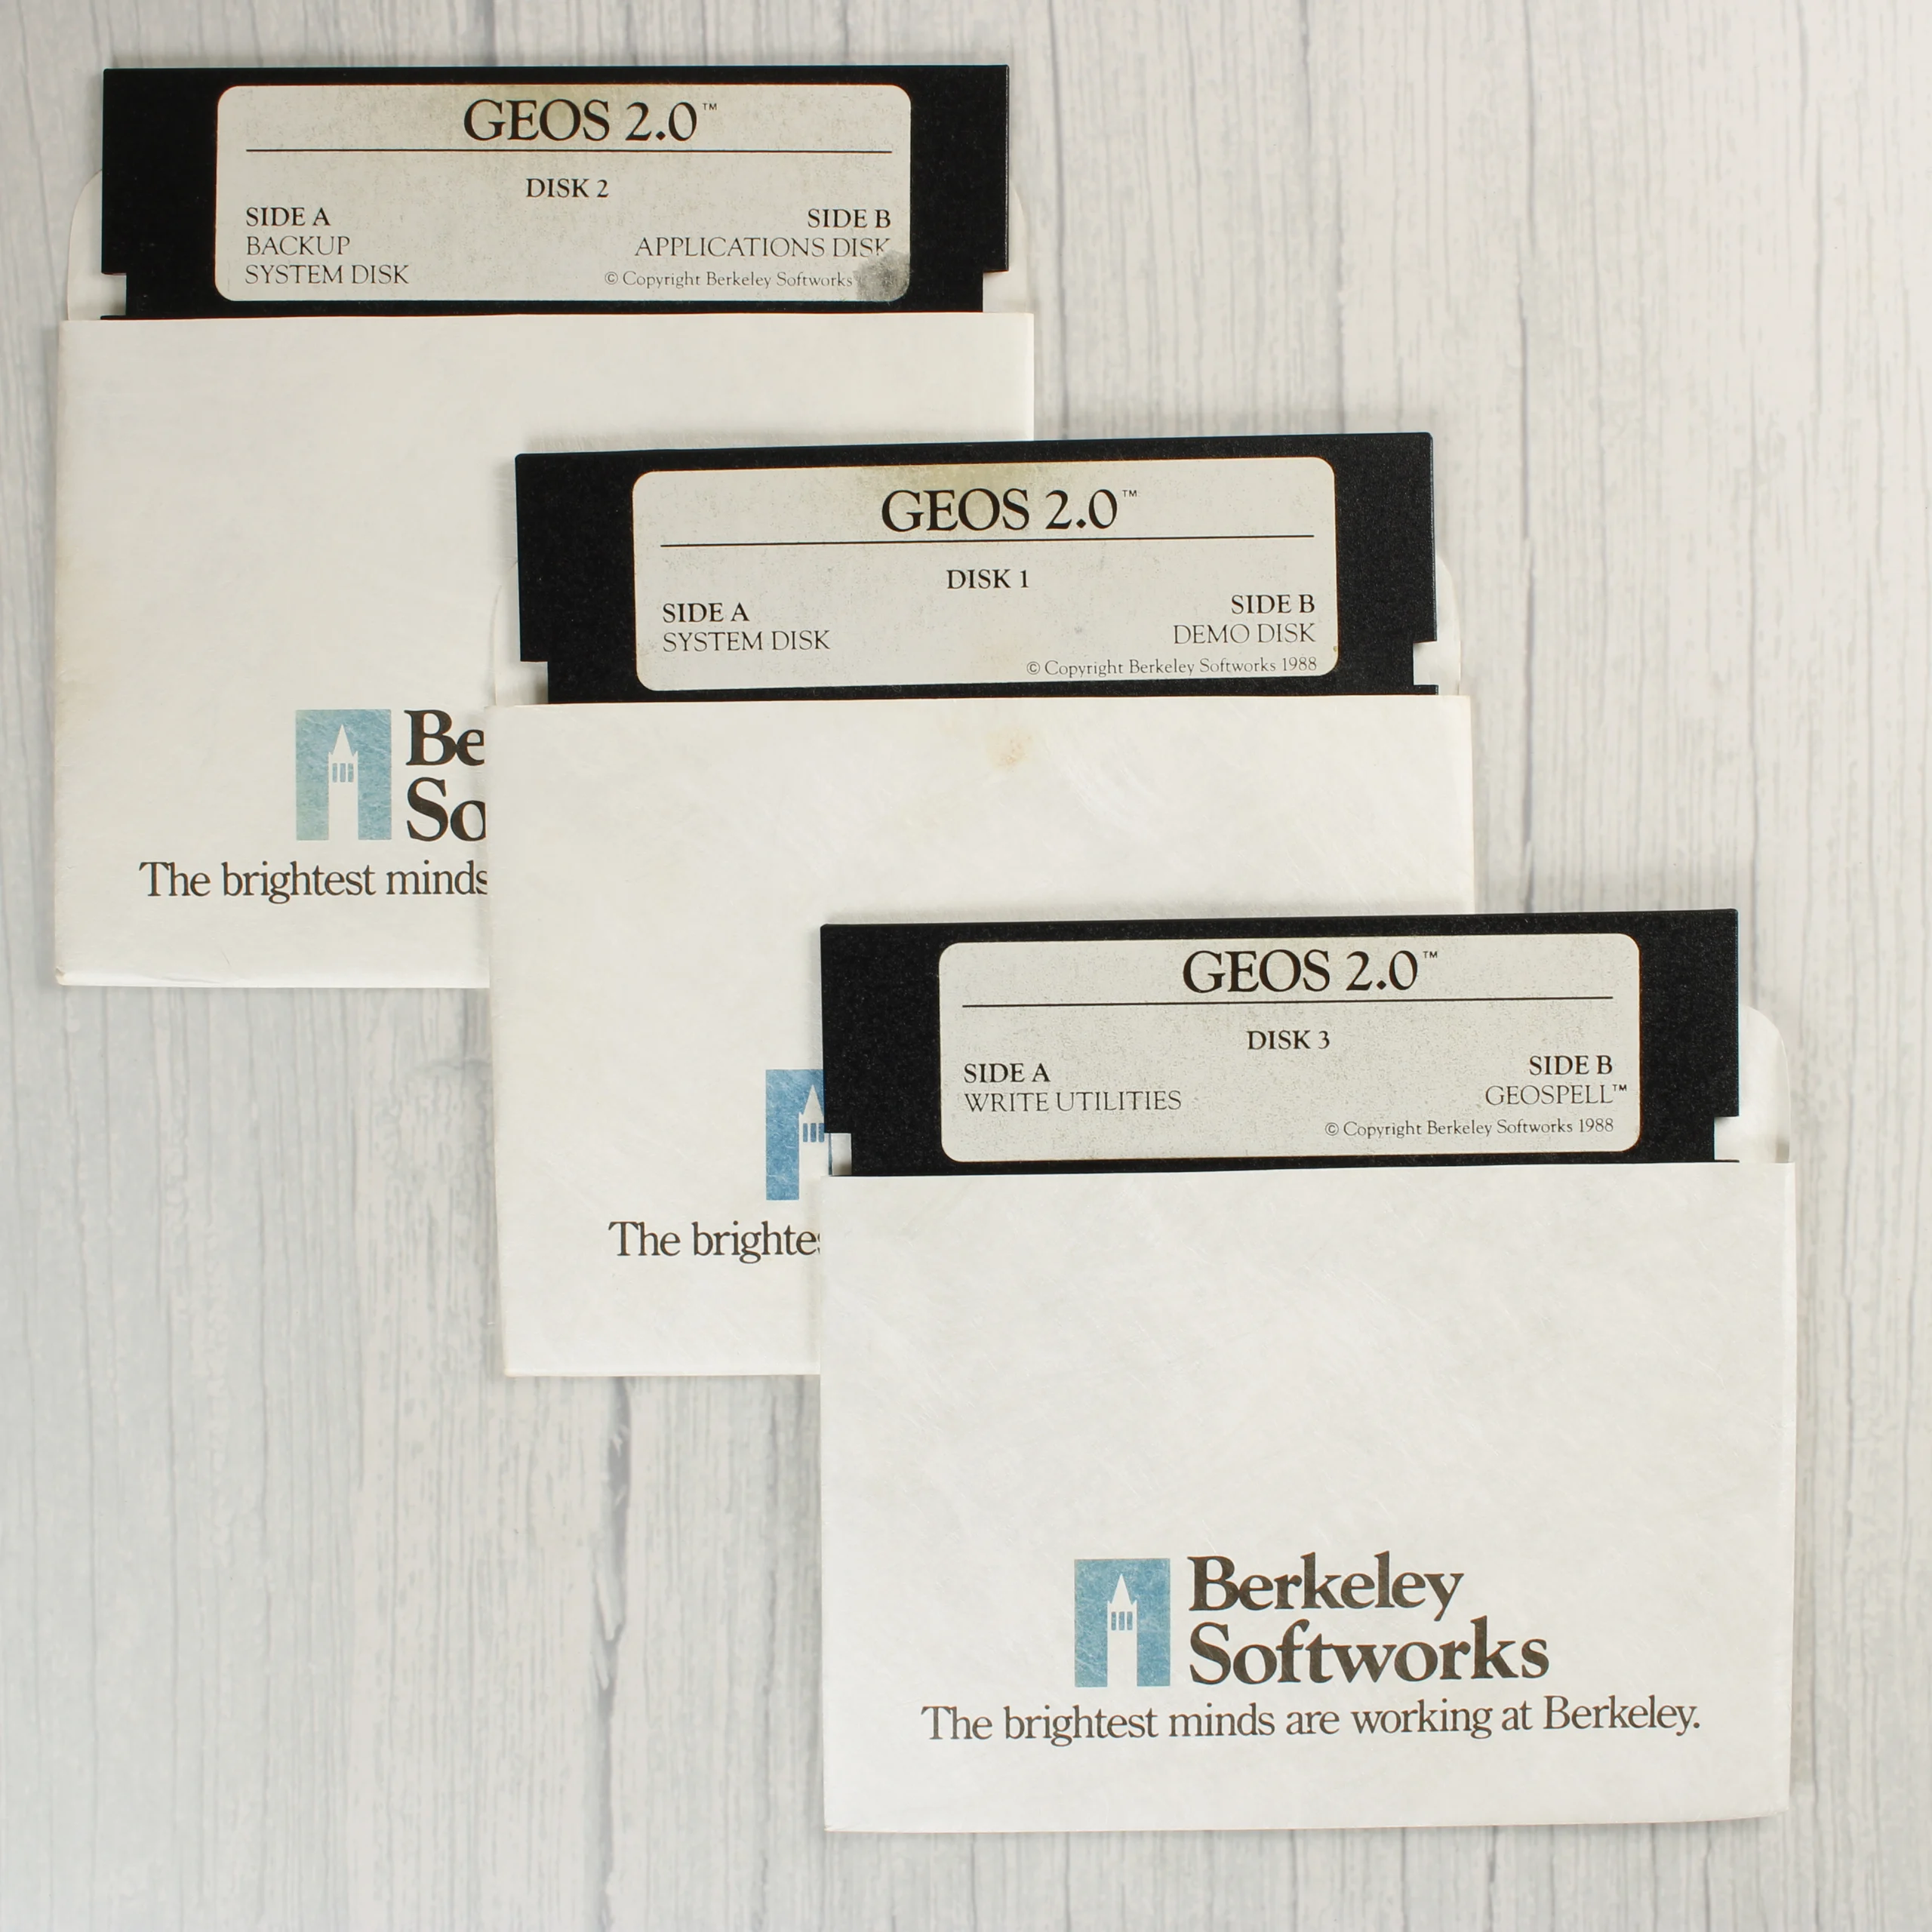 GEOS 2.0™
DISK 2
SIDE A
BACKUP
SYSTEM DISK
SIDE B
APPLICATIONS DISK
© Copyright Berkeley Softworks
Be
So
The brightest minds
GEOS 2.0™
DISK 1
SIDE A
SYSTEM DISK
SIDE B
DEMO DISK
© Copyright Berkeley Softworks 1988
The brightes
GEOS 2.0™
DISK 3
SIDE A
WRITE UTILITIES
SIDE B
GEOSPELL™
© Copyright Berkeley Softworks 1988
Berkeley
Softworks
The brightest minds are working at Berkeley.